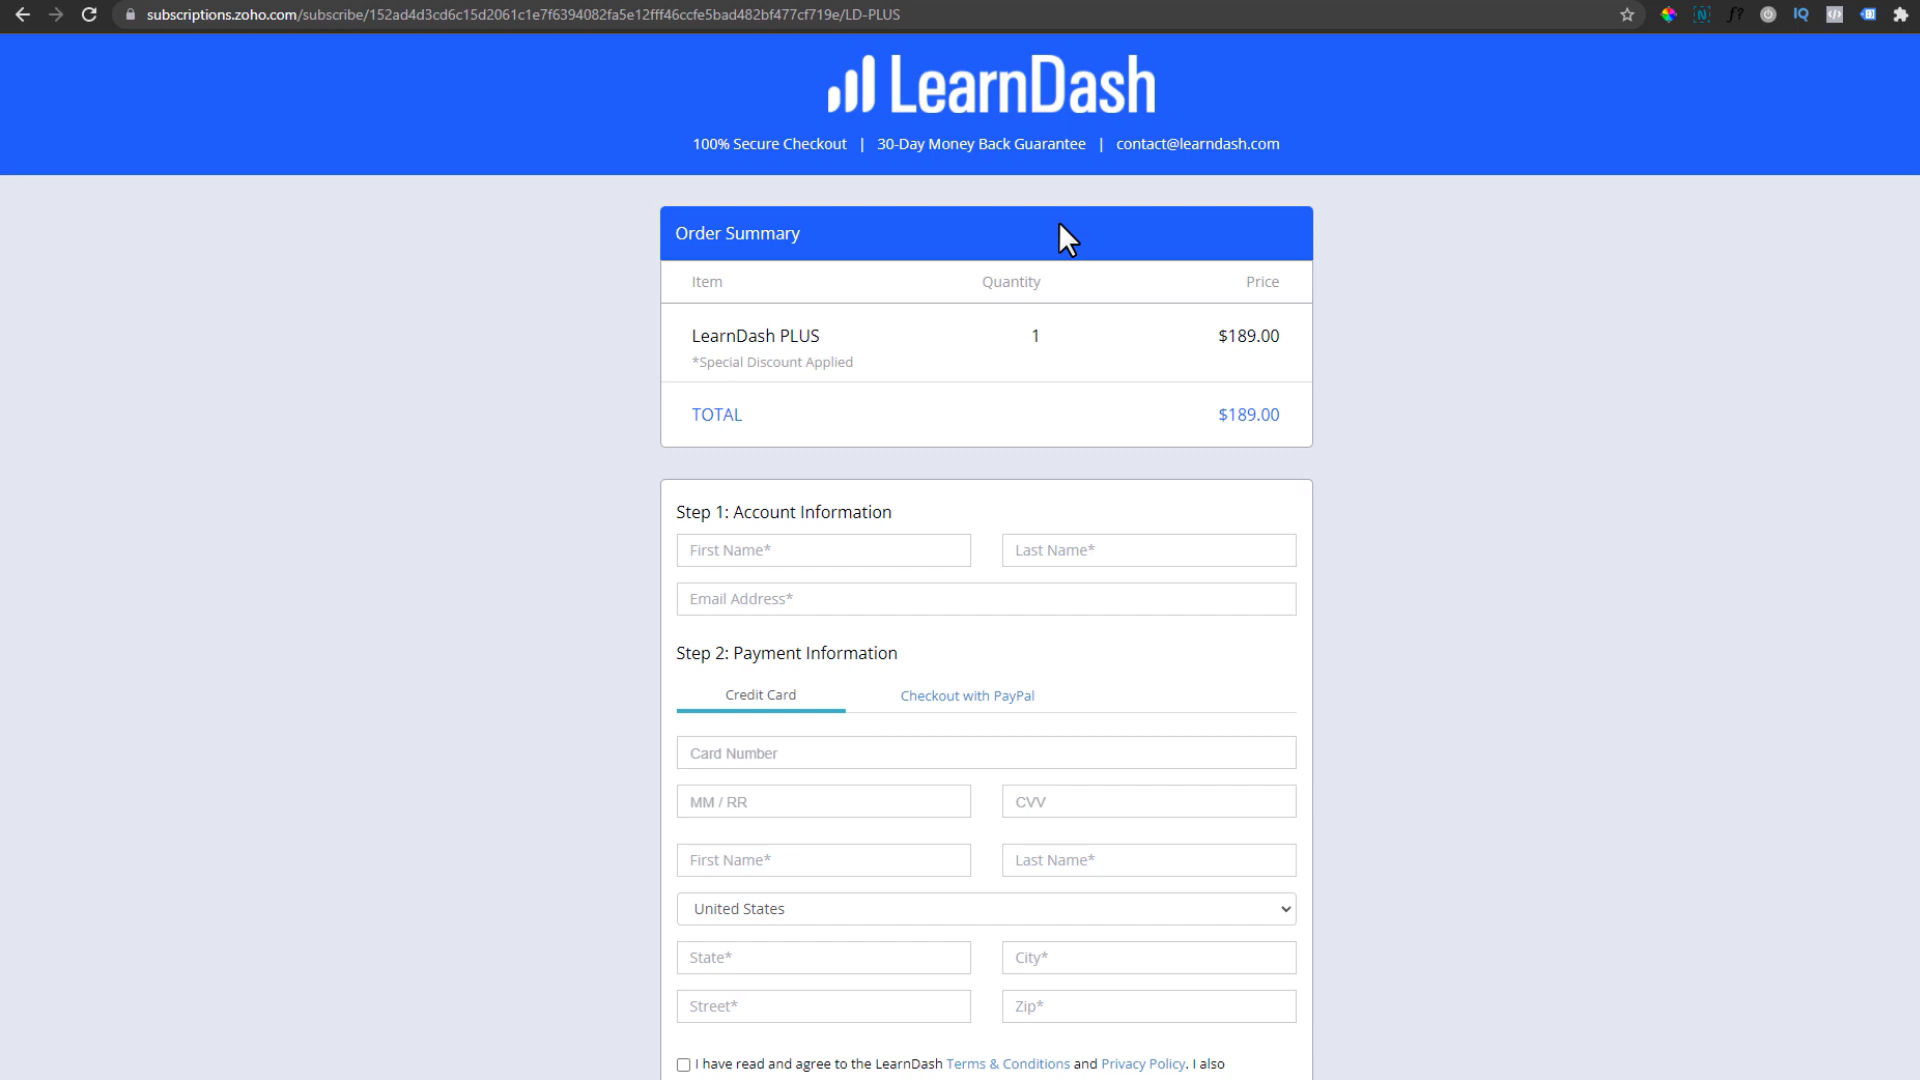 subscriptions.zoho.com/subscribe/152ad4d3cd6c15d2061c1e7f6394082fa5e12fff46ccfe5bad482bf477cf719e/LD-PLUS
LearnDash
100% Secure Checkout | 30-Day Money Back Guarantee | contact@learndash.com
Order Summary
Item Quantity Price
LearnDash PLUS 1 $189.00
*Special Discount Applied
TOTAL $189.00
Step 1: Account Information
First Name* Last Name*
Email Address*
Step 2: Payment Information
Credit Card Checkout with PayPal
Card Number
MM / RR CVV
First Name* Last Name*
United States
State* City*
Street* Zip*
I have read and agree to the LearnDash Terms & Conditions and Privacy Policy. I also